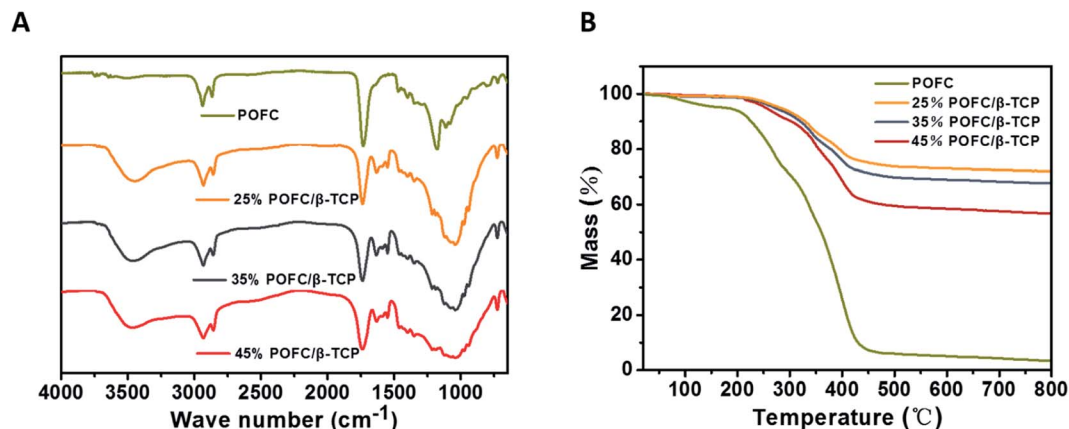 A
POFC
25% POFC/β-TCP
35% POFC/β-TCP
45% POFC/β-TCP
4000 3500 3000 2500 2000 1500 1000
Wave number (cm-1)
B
POFC
25% POFC/β-TCP
35% POFC/β-TCP
45% POFC/β-TCP
100
80
60
40
20
0
Mass (%)
100 200 300 400 500 600 700 800
Temperature (℃)